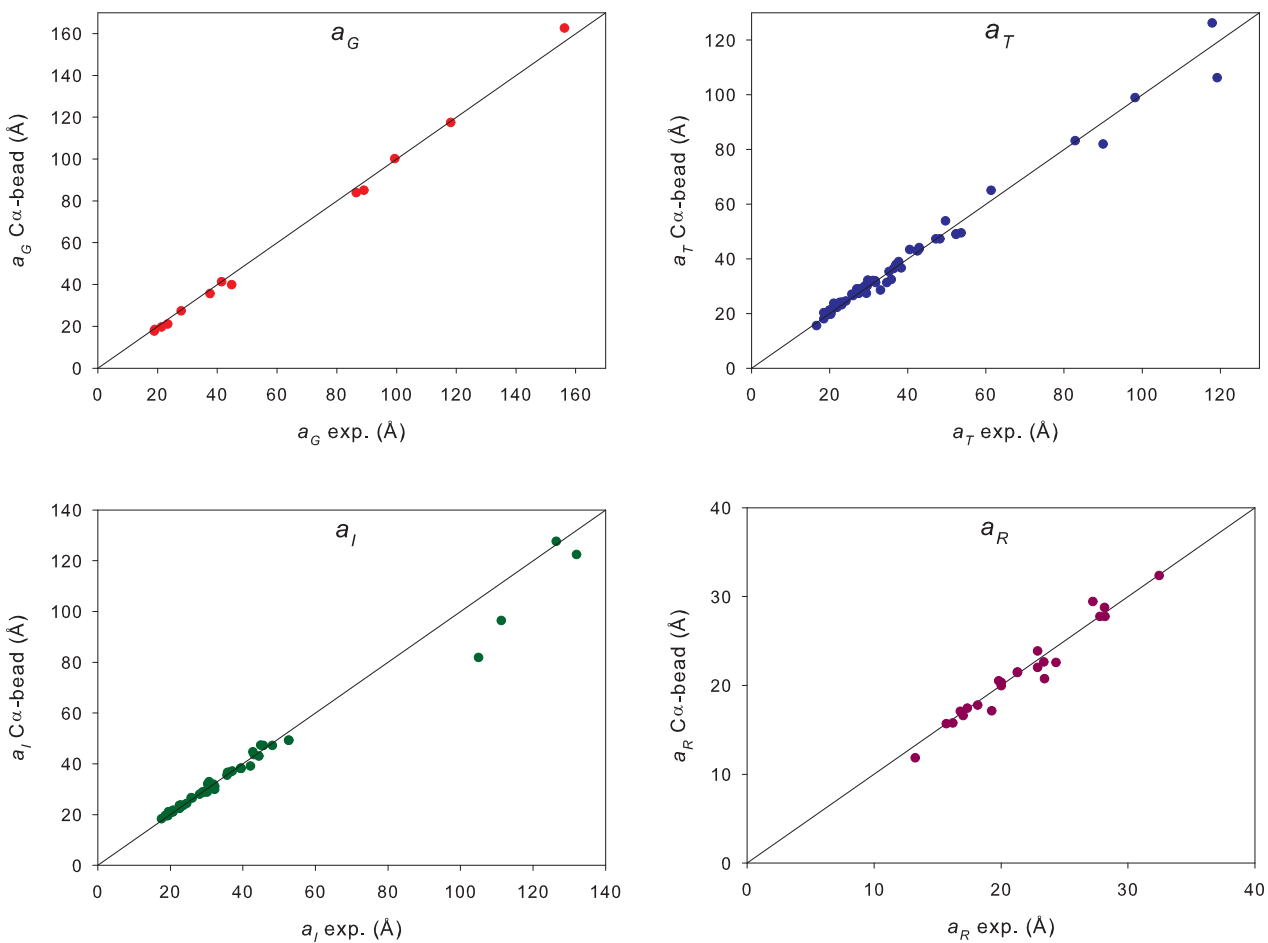 a_G
a_G Cα-bead (Å)
160
140
120
100
80
60
40
20
0
0 20 40 60 80 100 120 140 160
a_G exp. (Å)
a_T
a_T Cα-bead (Å)
120
100
80
60
40
20
0
0 20 40 60 80 100 120
a_T exp. (Å)
a_I
a_I Cα-bead (Å)
140
120
100
80
60
40
20
0
0 20 40 60 80 100 120 140
a_I exp. (Å)
a_R
a_R Cα-bead (Å)
40
30
20
10
0
0 10 20 30 40
a_R exp. (Å)